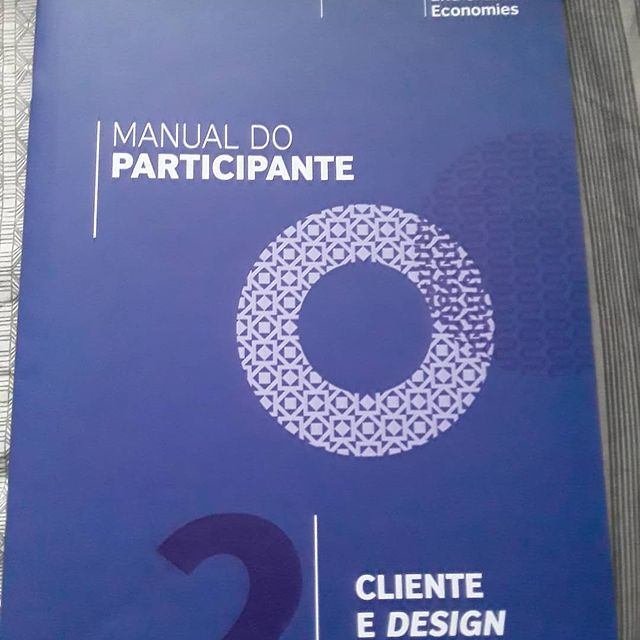 Economies
MANUAL DO
PARTICIPANTE
2
CLIENTE
E DESIGN